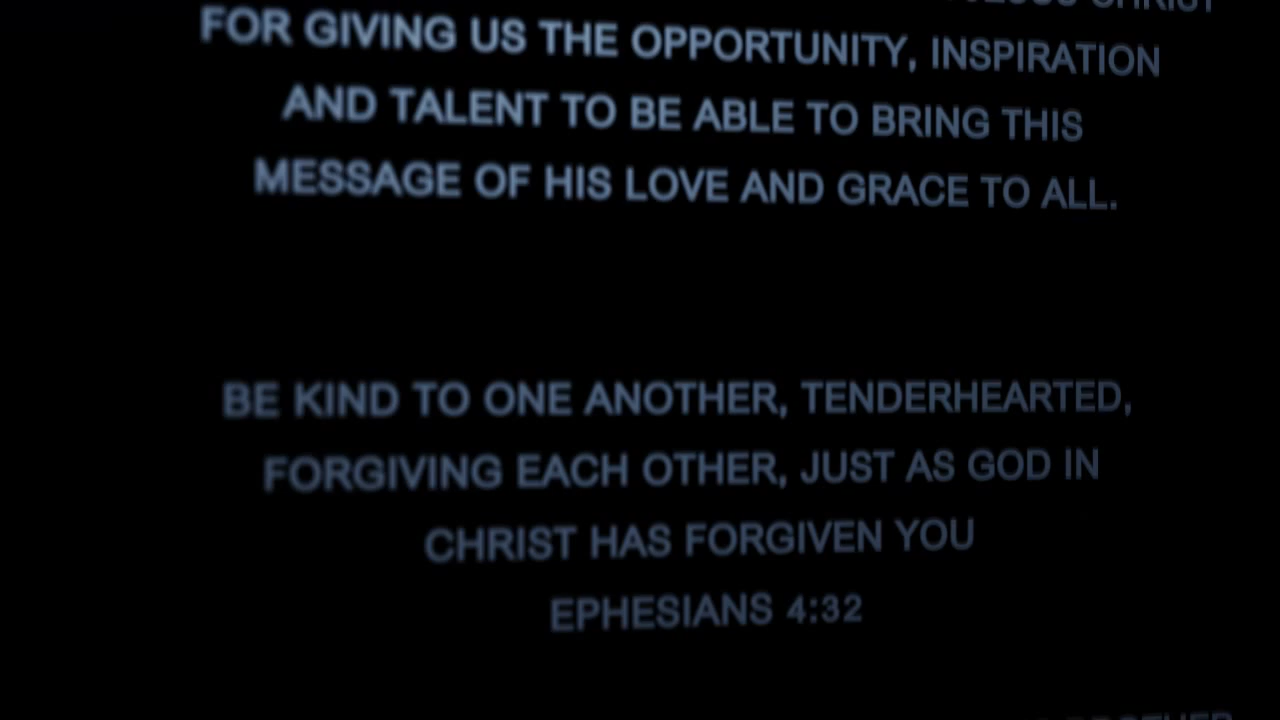 JESUS CHRIST
FOR GIVING US THE OPPORTUNITY, INSPIRATION
AND TALENT TO BE ABLE TO BRING THIS
MESSAGE OF HIS LOVE AND GRACE TO ALL.
BE KIND TO ONE ANOTHER, TENDERHEARTED,
FORGIVING EACH OTHER, JUST AS GOD IN
CHRIST HAS FORGIVEN YOU
EPHESIANS 4:32